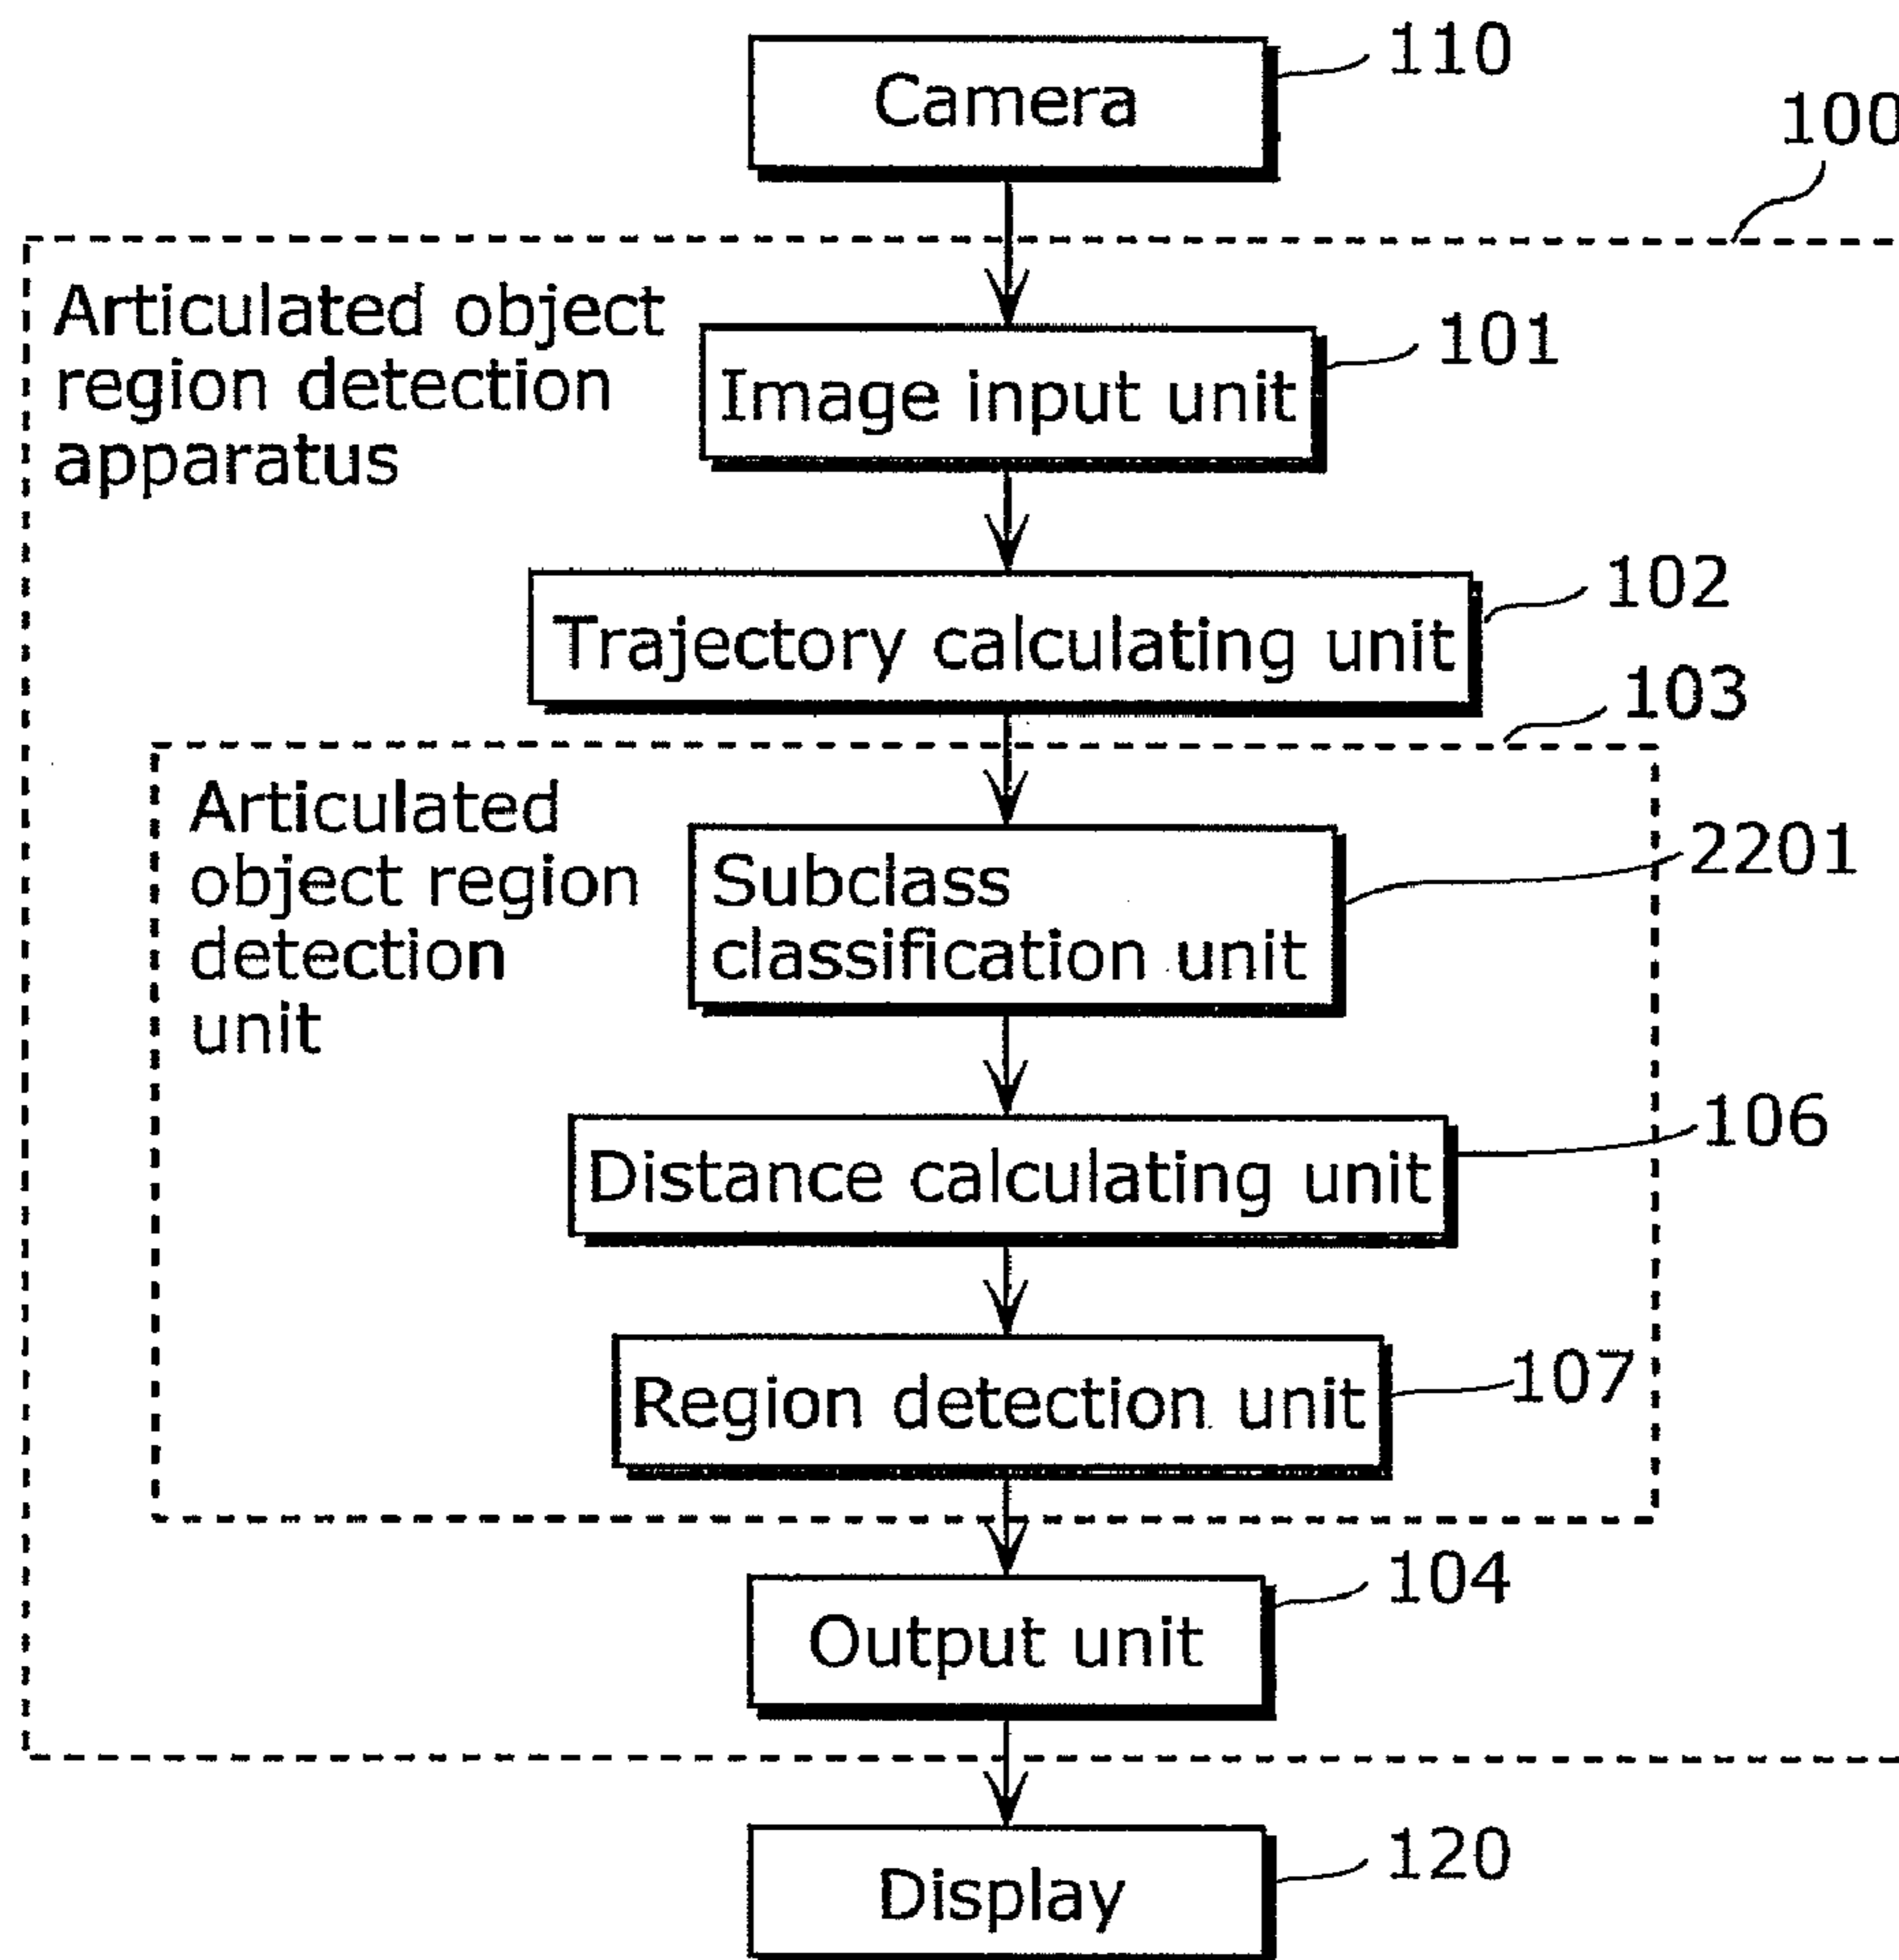 Camera
110
100
Articulated object
region detection
apparatus
Image input unit
101
Trajectory calculating unit
102
103
Articulated
object region
detection
unit
Subclass
classification unit
2201
Distance calculating unit
106
Region detection unit
107
Output unit
104
Display
120